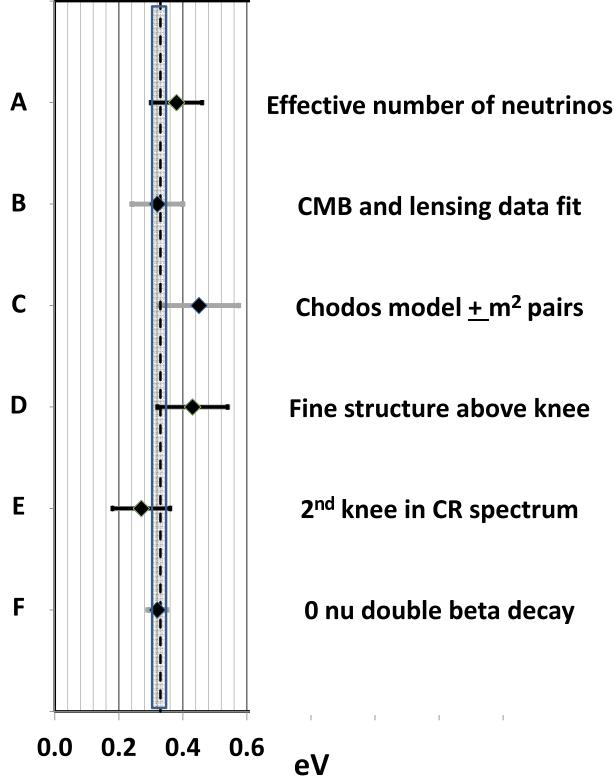 A Effective number of neutrinos
B CMB and lensing data fit
C Chodos model ± m² pairs
D Fine structure above knee
E 2nd knee in CR spectrum
F 0 nu double beta decay
0.0 0.2 0.4 0.6
eV